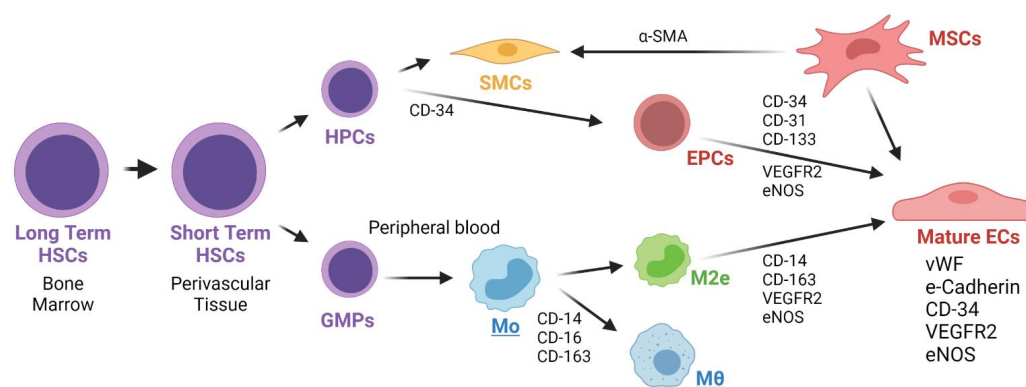 α-SMA
MSCs
SMCs
HPCs
CD-34
EPCs
CD-34
CD-31
CD-133
VEGFR2
eNOS
Long Term
HSCs
Bone
Marrow
Short Term
HSCs
Perivascular
Tissue
GMPs
Peripheral blood
Mo
CD-14
CD-16
CD-163
M2e
Mθ
CD-14
CD-163
VEGFR2
eNOS
Mature ECs
vWF
e-Cadherin
CD-34
VEGFR2
eNOS